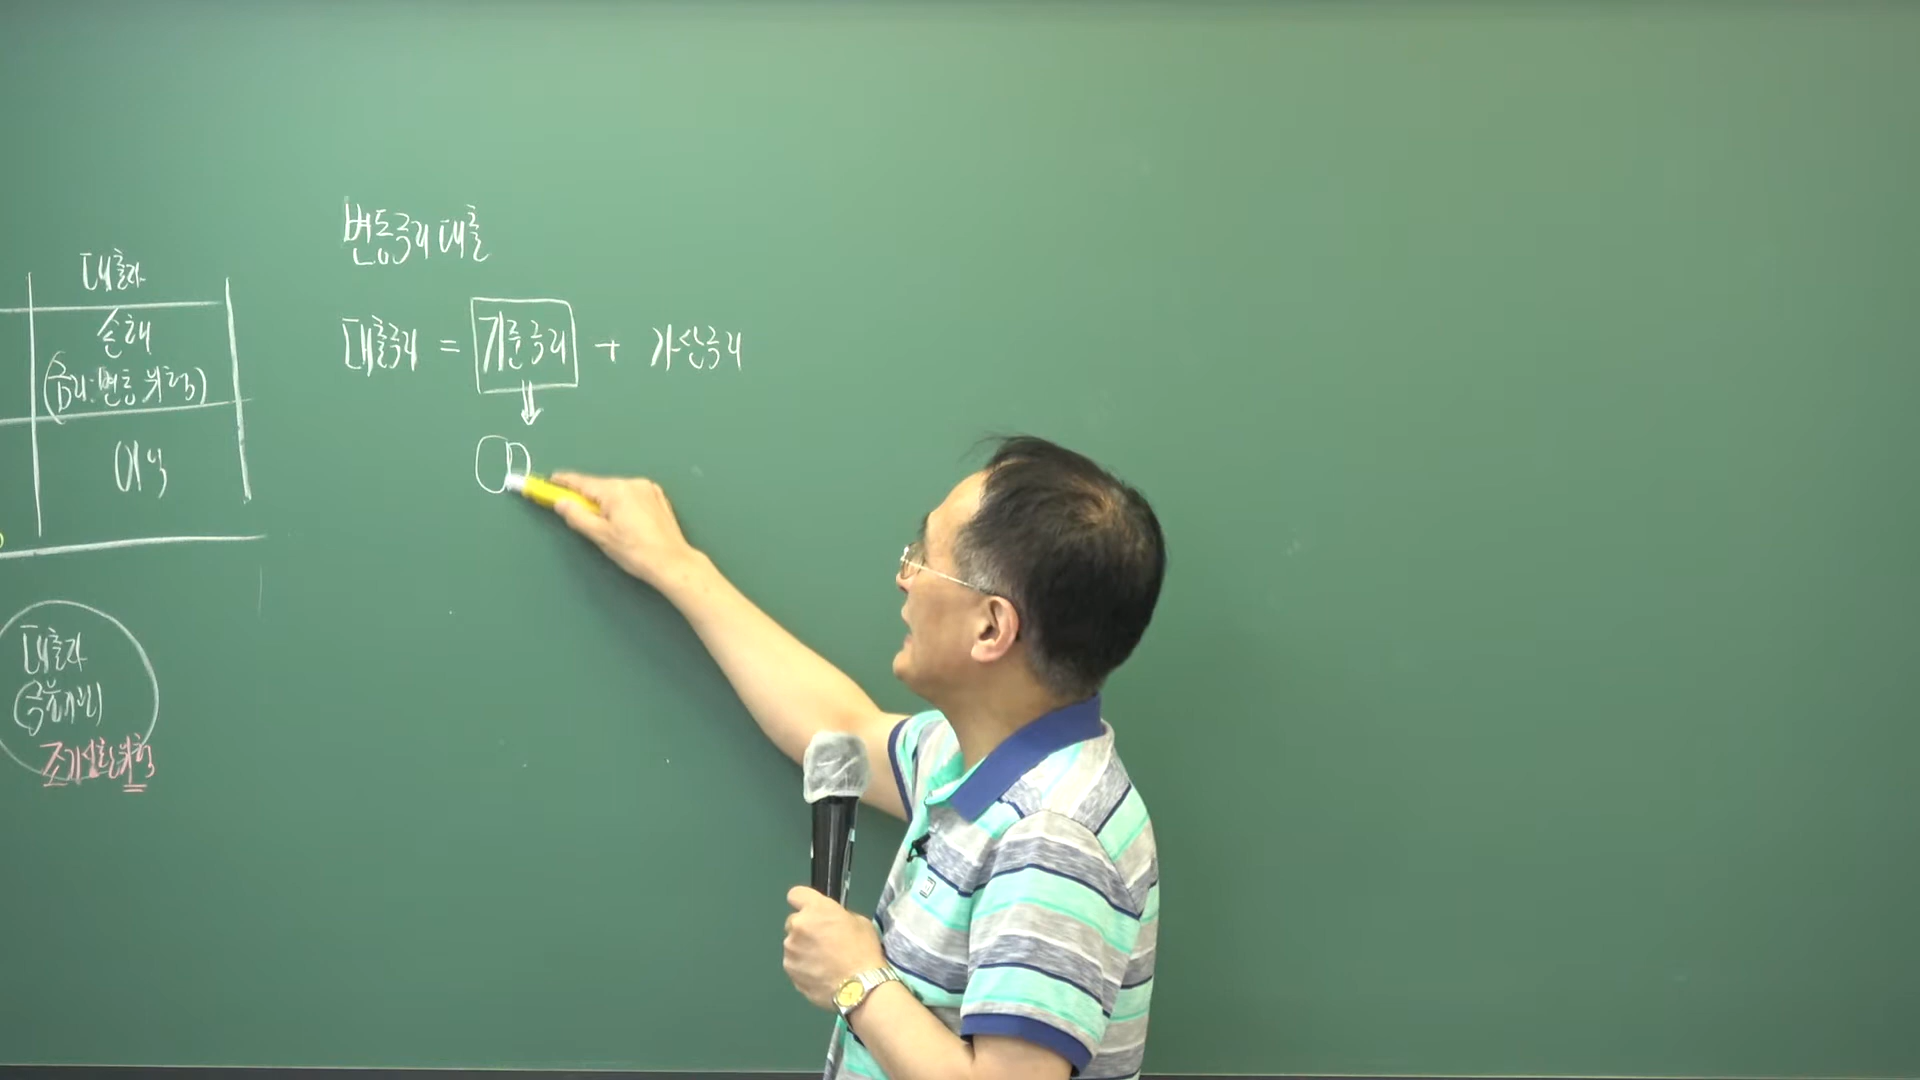 대출자
손해
(금리변동위험)
이익
대출자
금융기관
조기상환위험
변동금리 대출
대출금리 = 기준금리 + 가산금리